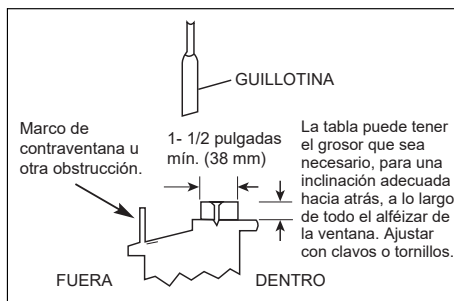 GUILLOTINA
Marco de
contraventana u
otra obstrucción.
1- 1/2 pulgadas
mín. (38 mm)
La tabla puede tener
el grosor que sea
necesario, para una
inclinación adecuada
hacia atrás, a lo largo
de todo el alféizar de
la ventana. Ajustar
con clavos o tornillos.
FUERA
DENTRO